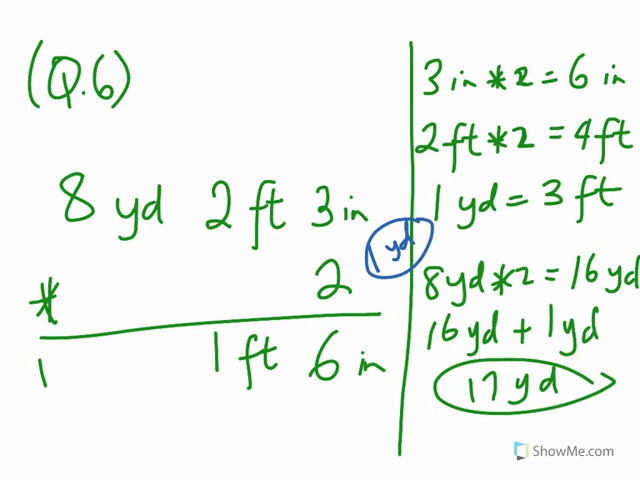 (Q.6)
8 yd 2 ft 3 in
* 2
1 1 ft 6 in
1 yd
3 in * 2 = 6 in
2 ft * 2 = 4 ft
1 yd = 3 ft
8 yd * 2 = 16 yd
16 yd + 1 yd
17 yd
ShowMe.com